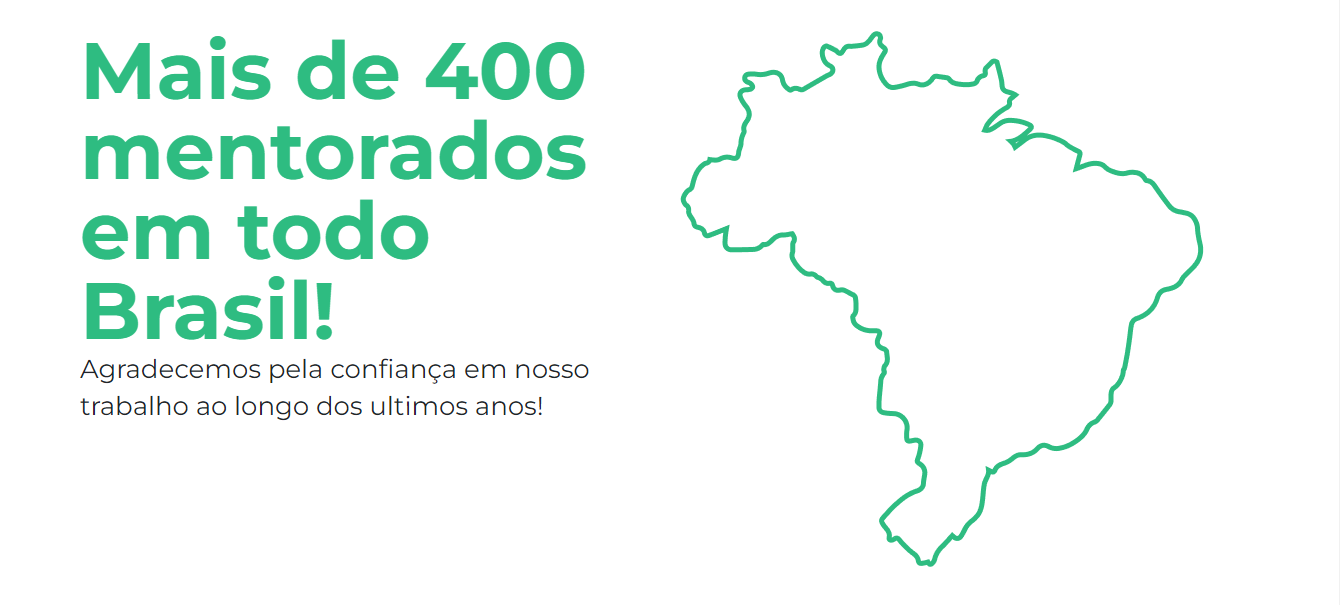 Mais de 400
mentorados
em todo
Brasil!
Agradecemos pela confiança em nosso
trabalho ao longo dos ultimos anos!